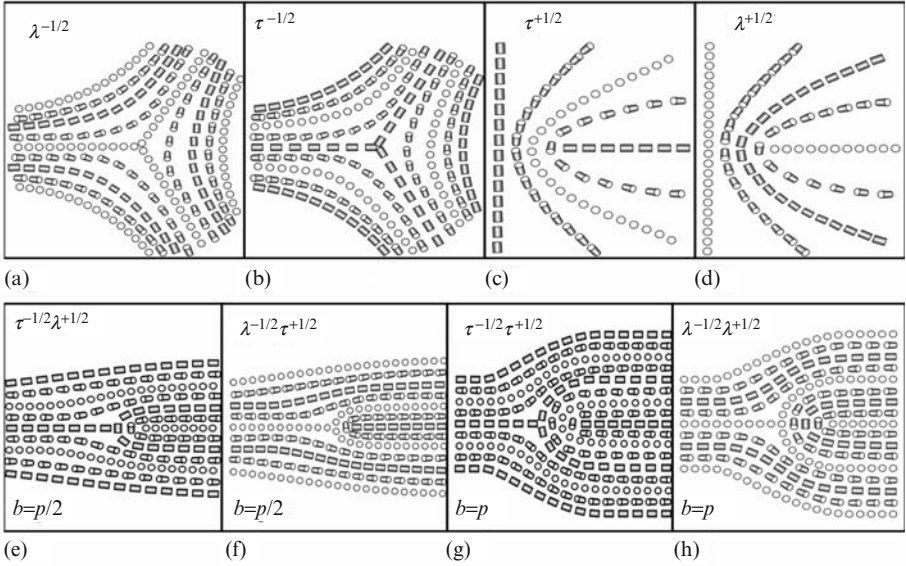 λ−1/2
τ−1/2
τ+1/2
λ+1/2
(a)
(b)
(c)
(d)
τ−1/2λ+1/2
λ−1/2τ+1/2
τ−1/2τ+1/2
λ−1/2λ+1/2
b=p/2
b=p/2
b=p
b=p
(e)
(f)
(g)
(h)